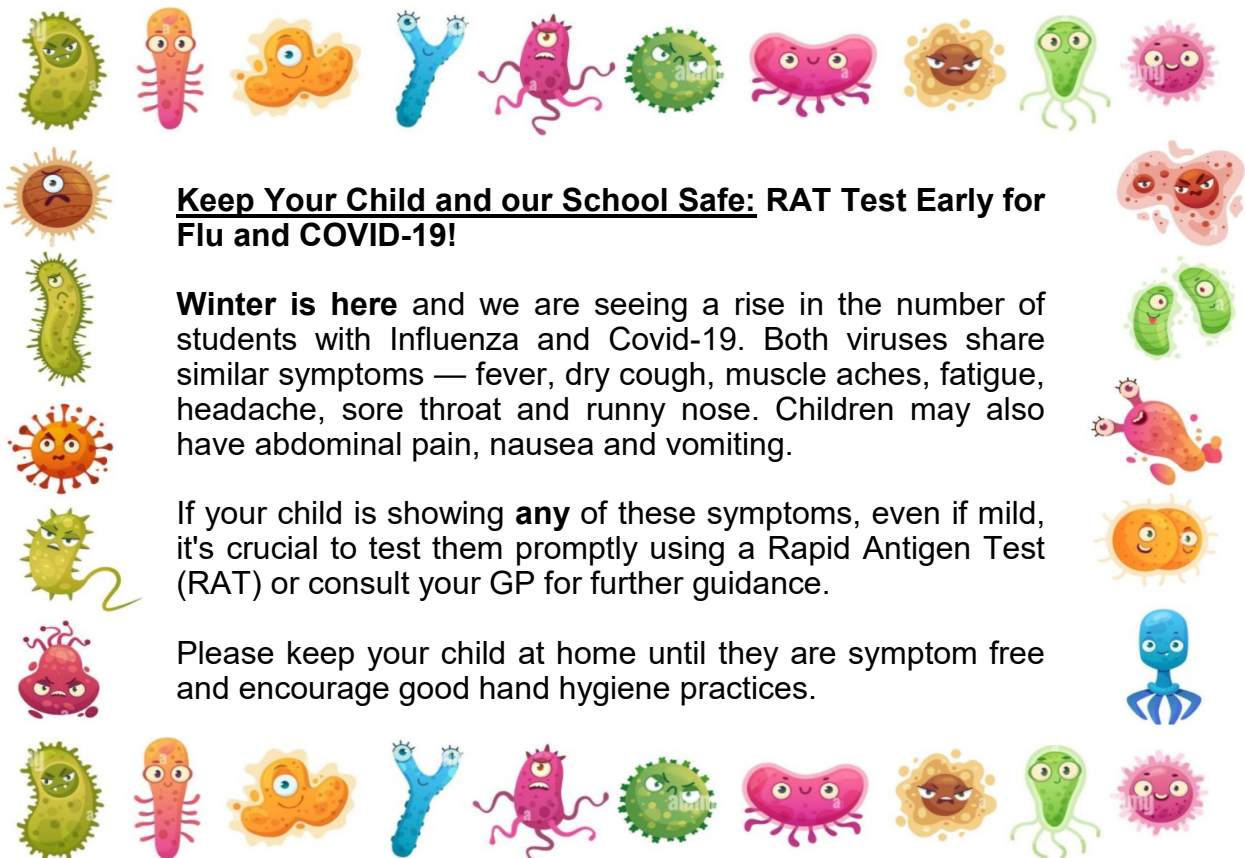 Keep Your Child and our School Safe: RAT Test Early for
Flu and COVID-19!
Winter is here and we are seeing a rise in the number of
students with Influenza and Covid-19. Both viruses share
similar symptoms — fever, dry cough, muscle aches, fatigue,
headache, sore throat and runny nose. Children may also
have abdominal pain, nausea and vomiting.
If your child is showing any of these symptoms, even if mild,
it's crucial to test them promptly using a Rapid Antigen Test
(RAT) or consult your GP for further guidance.
Please keep your child at home until they are symptom free
and encourage good hand hygiene practices.